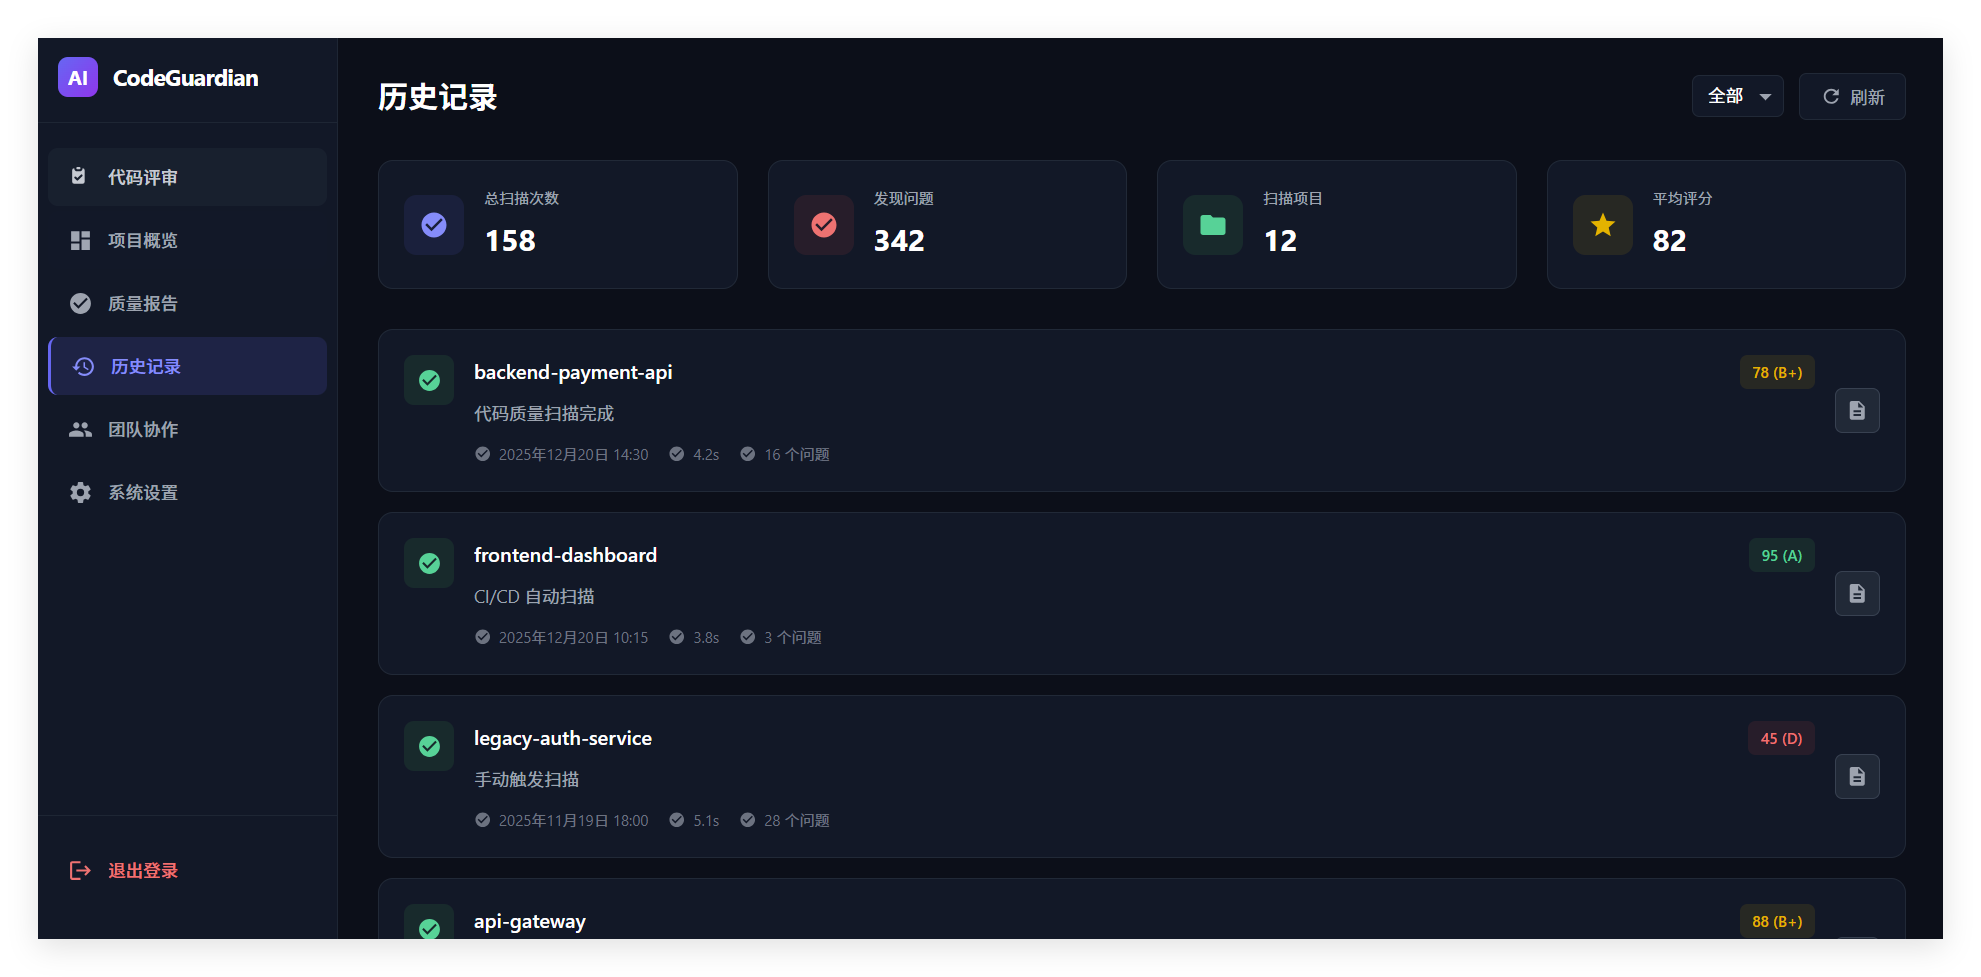 AI CodeGuardian
代码评审
项目概览
质量报告
历史记录
团队协作
系统设置
退出登录
历史记录
全部
刷新
总扫描次数
158
发现问题
342
扫描项目
12
平均评分
82
backend-payment-api
78 (B+)
代码质量扫描完成
2025年12月20日 14:30 4.2s 16 个问题
frontend-dashboard
95 (A)
CI/CD 自动扫描
2025年12月20日 10:15 3.8s 3 个问题
legacy-auth-service
45 (D)
手动触发扫描
2025年11月19日 18:00 5.1s 28 个问题
api-gateway
88 (B+)